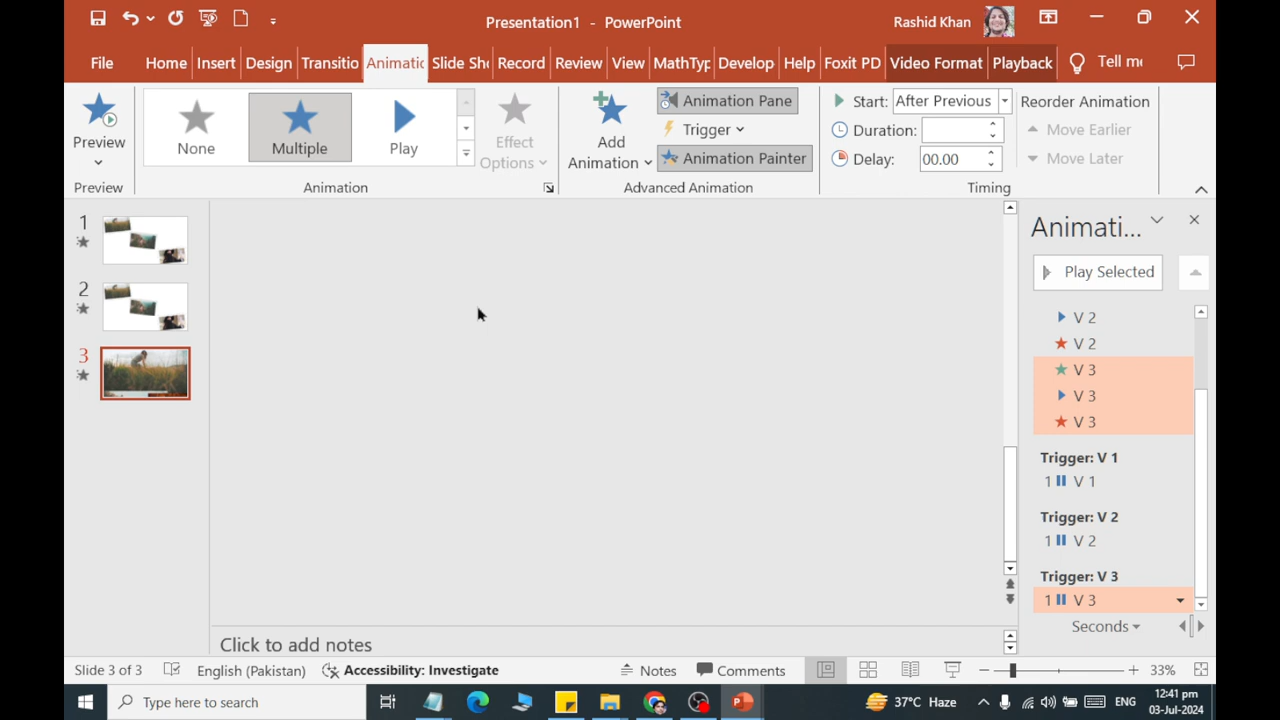 Presentation1 - PowerPoint
Rashid Khan
File Home Insert Design Transitio Animatic Slide Sh Record Review View MathTyp Develop Help Foxit PD Video Format Playback Tell m
Preview
None
Multiple
Play
Effect
Options
Add
Animation
Animation Pane
Trigger
Animation Painter
Start: After Previous
Duration:
Delay: 00.00
Reorder Animation
Move Earlier
Move Later
Preview
Animation
Advanced Animation
Timing
1
2
3
Animati...
Play Selected
V 2
V 2
V 3
V 3
V 3
Trigger: V 1
1 V 1
Trigger: V 2
1 V 2
Trigger: V 3
1 V 3
Seconds
Click to add notes
Slide 3 of 3 English (Pakistan) Accessibility: Investigate Notes Comments 33%
Type here to search
37°C Haze
ENG
12:41 pm
03-Jul-2024